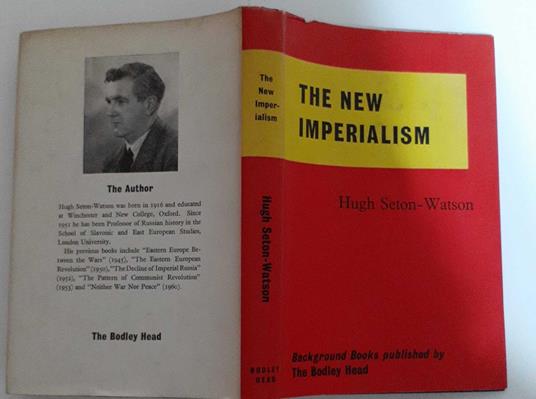 The Author
Hugh Seton-Watson was born in 1916 and educated
at Winchester and New College, Oxford. Since
1951 he has been Professor of Russian history in the
School of Slavonic and East European Studies,
London University.
His previous books include "Eastern Europe Be-
tween the Wars" (1945), "The Eastern European
Revolution" (1950), "The Decline of Imperial Russia"
(1952), "The Pattern of Communist Revolution"
(1953) and "Neither War Nor Peace" (1960).
The Bodley Head
The
New
Imper-
ialism
Hugh Seton-Watson
BODLEY
HEAD
THE NEW
IMPERIALISM
Hugh Seton-Watson
Background Books published by
The Bodley Head